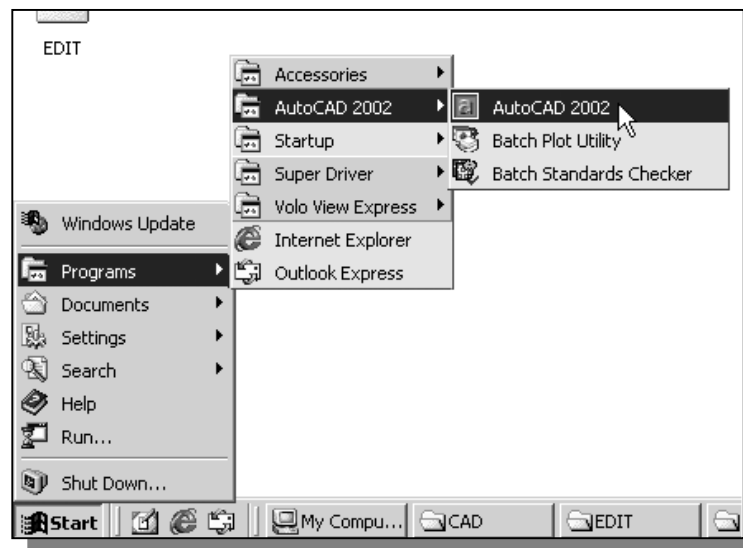 EDIT
Accessories
AutoCAD 2002
Startup
Super Driver
Volo View Express
Internet Explorer
Outlook Express
AutoCAD 2002
Batch Plot Utility
Batch Standards Checker
Windows Update
Programs
Documents
Settings
Search
Help
Run...
Shut Down...
Start
My Compu...
CAD
EDIT